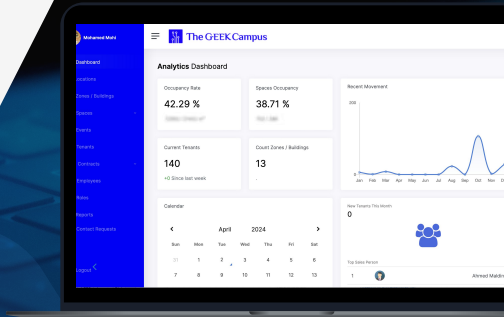 Mohamed Mohi
The GEEK Campus
Dashboard
Locations
Zones / Buildings
Spaces
Events
Tenants
Contracts
Employees
Roles
Reports
Contact Requests
Logout
Analytics Dashboard
Occupancy Rate
42.29 %
Spaces Occupancy
38.71 %
Current Tenants
140
+0 Since last week
Count Zones / Buildings
13
-
Calendar
April 2024
Sun Mon Tue Wed Thu Fri Sat
31 1 2 3 4 5 6
7 8 9 10 11 12 13
Recent Movement
200
0
Jan Feb Mar Apr May Jun Jul Aug Sep Oct Nov
New Tenants This Month
0
Top Sales Person
1 Ahmed Maldin